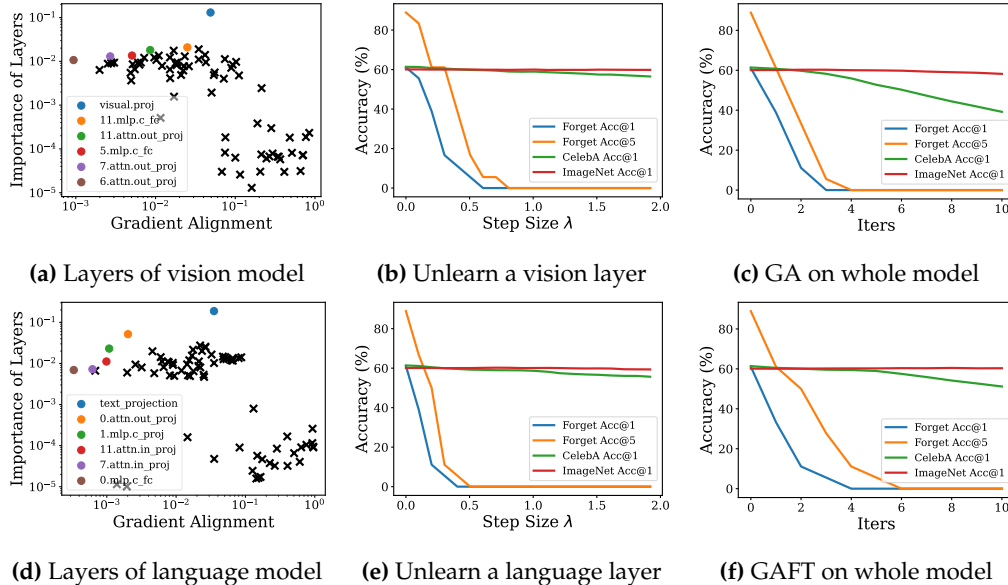 10⁻¹
10⁻²
10⁻³
10⁻⁴
10⁻⁵
Importance of Layers
visual.proj
11.mlp.c_fc
11.attn.out_proj
5.mlp.c_fc
7.attn.out_proj
6.attn.out_proj
10⁻³ 10⁻² 10⁻¹ 10⁰
Gradient Alignment
(a) Layers of vision model
80
60
40
20
0
Accuracy (%)
Forget Acc@1
Forget Acc@5
CelebA Acc@1
ImageNet Acc@1
0.0 0.5 1.0 1.5 2.0
Step Size λ
(b) Unlearn a vision layer
80
60
40
20
0
Accuracy (%)
Forget Acc@1
Forget Acc@5
CelebA Acc@1
ImageNet Acc@1
0 2 4 6 8 10
Iters
(c) GA on whole model
10⁻¹
10⁻²
10⁻³
10⁻⁴
10⁻⁵
Importance of Layers
text_projection
0.attn.out_proj
1.mlp.c_proj
11.attn.in_proj
7.attn.in_proj
0.mlp.c_fc
10⁻³ 10⁻² 10⁻¹ 10⁰
Gradient Alignment
(d) Layers of language model
80
60
40
20
0
Accuracy (%)
Forget Acc@1
Forget Acc@5
CelebA Acc@1
ImageNet Acc@1
0.0 0.5 1.0 1.5 2.0
Step Size λ
(e) Unlearn a language layer
80
60
40
20
0
Accuracy (%)
Forget Acc@1
Forget Acc@5
CelebA Acc@1
ImageNet Acc@1
0 2 4 6 8 10
Iters
(f) GAFT on whole model